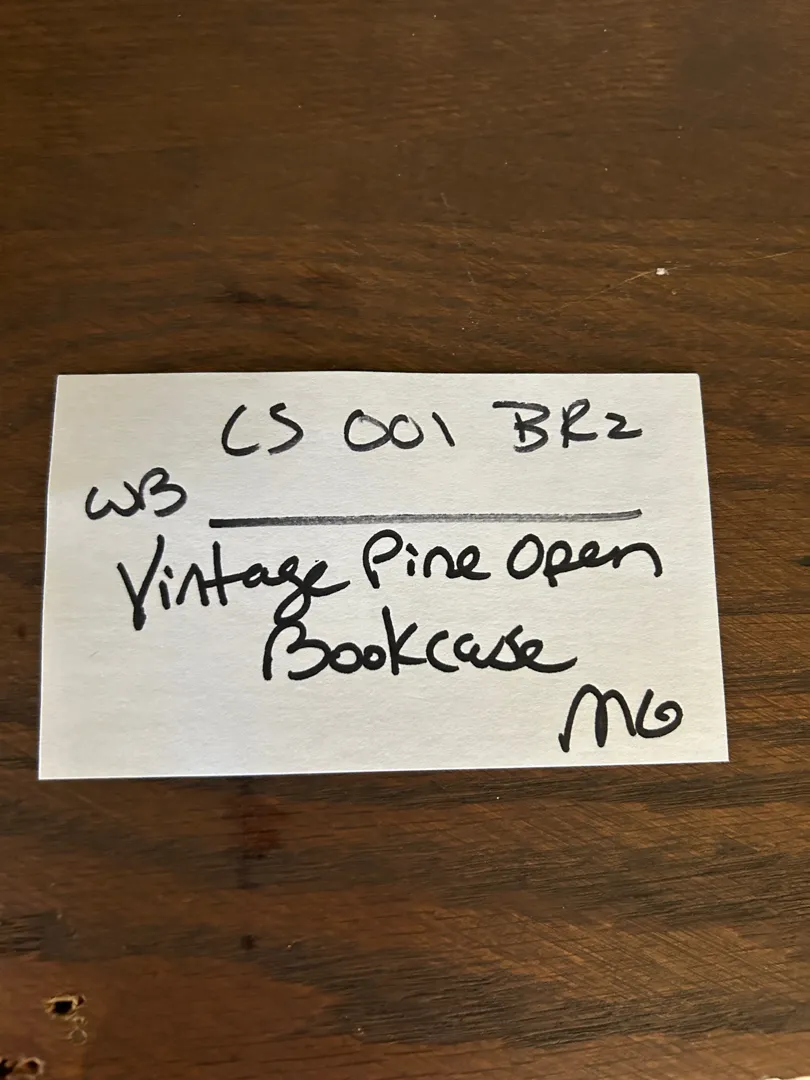 CS 001 BR2
WB
Vintage Pine Open
Bookcase
MG